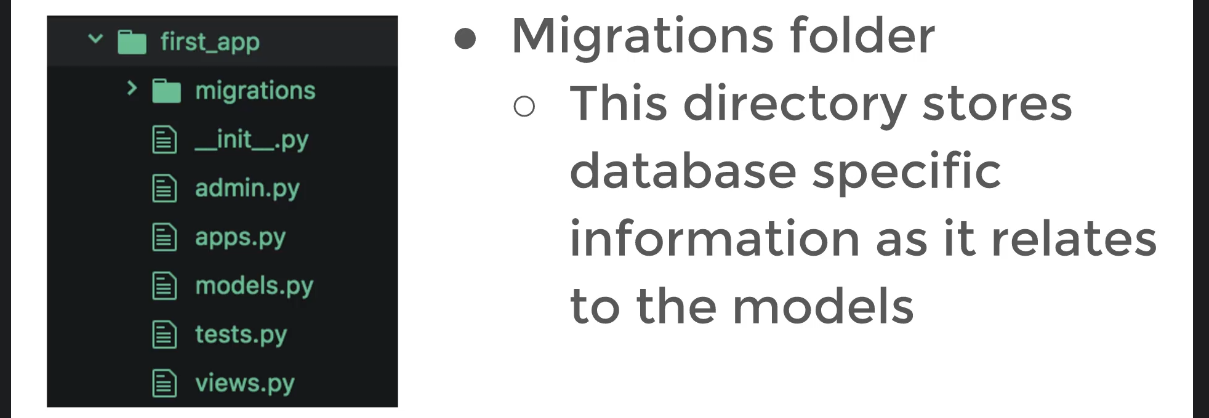 first_app
migrations
__init__.py
admin.py
apps.py
models.py
tests.py
views.py
● Migrations folder
○ This directory stores
database specific
information as it relates
to the models